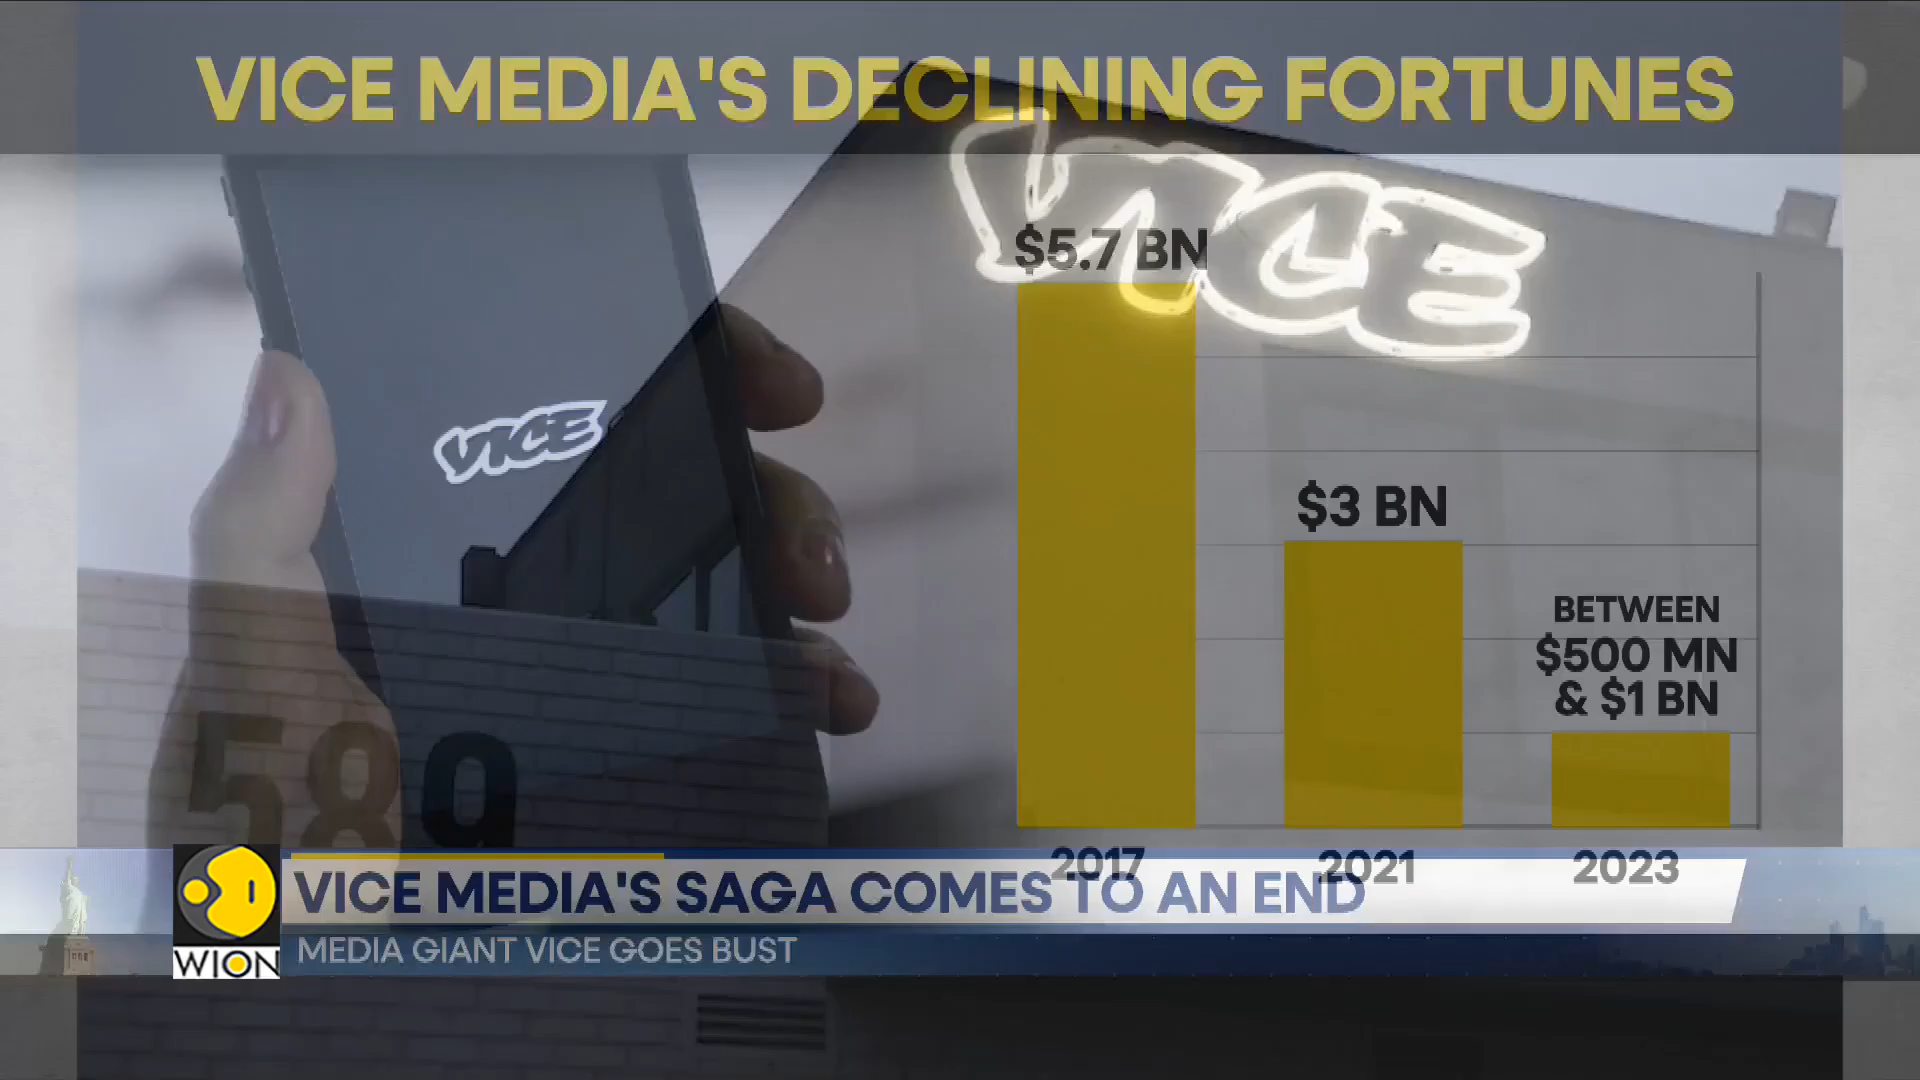 VICE MEDIA'S DECLINING FORTUNES
VICE
$5.7 BN
VICE
$3 BN
BETWEEN
$500 MN
& $1 BN
589
2017
2021
2023
VICE MEDIA'S SAGA COMES TO AN END
MEDIA GIANT VICE GOES BUST
WION